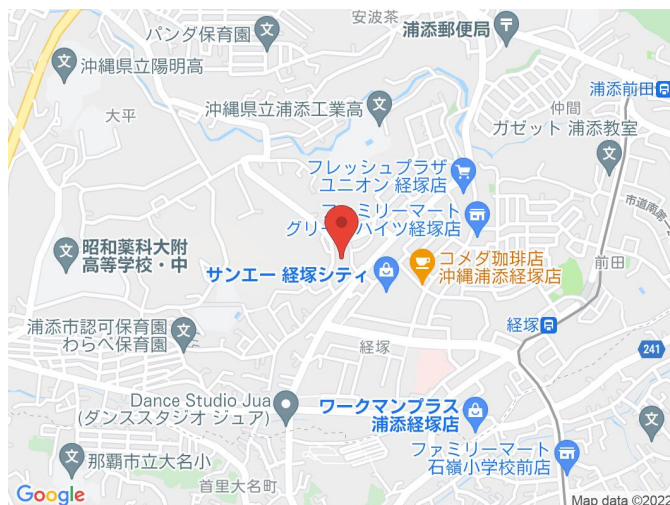 安波茶
パンダ保育園
浦添郵便局
沖縄県立陽明高
浦添前田
大平
沖縄県立浦添工業高
仲間
ガゼット 浦添教室
フレッシュプラザ
ユニオン 経塚店
市道南第一
ファミリーマート
グリーンハイツ経塚店
昭和薬科大附
高等学校・中
サンエー 経塚シティ
コメダ珈琲店
沖縄浦添経塚店
前田
浦添市認可保育園
わらべ保育園
経塚
経塚
241
Dance Studio Jua
(ダンススタジオ ジュア)
ワークマンプラス
浦添経塚店
那覇市立大名小
首里大名町
ファミリーマート
石嶺小学校前店
Google
Map data ©2022